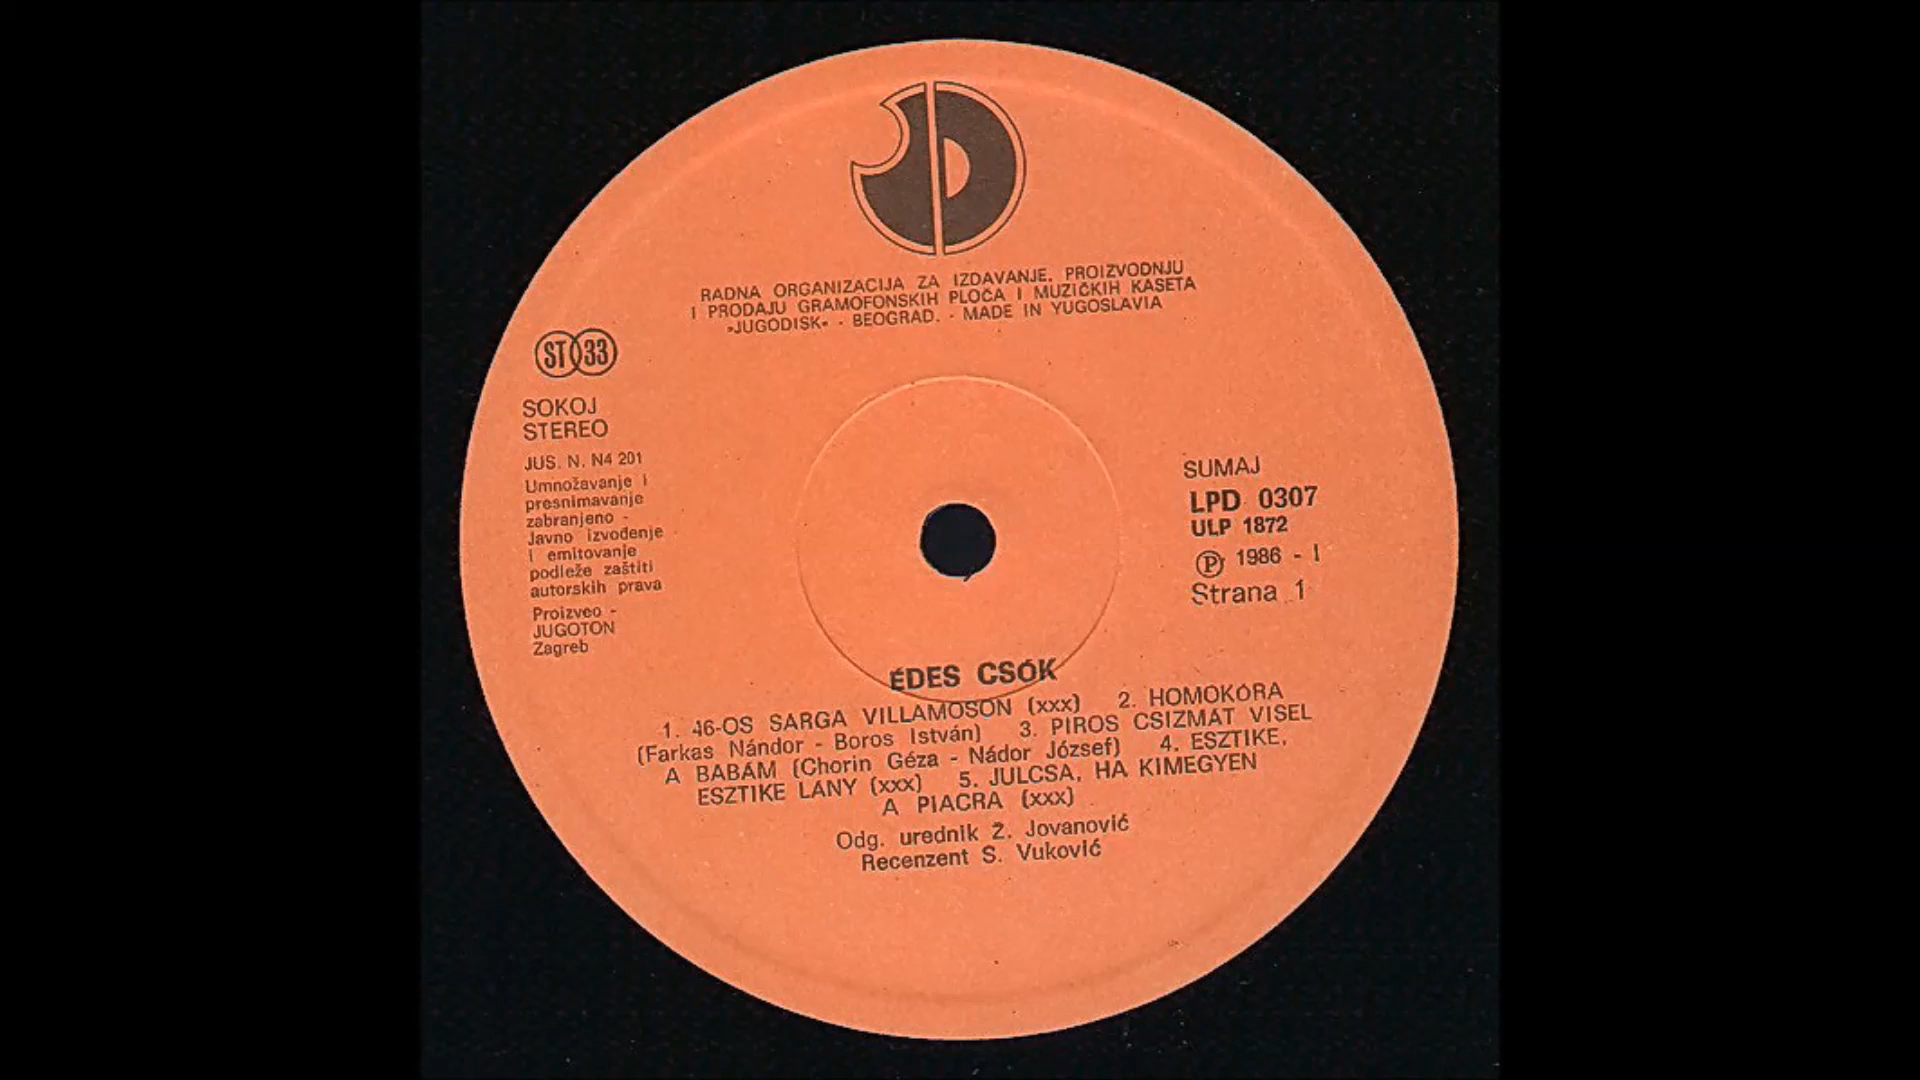 RADNA ORGANIZACIJA ZA IZDAVANJE, PROIZVODNJU
I PRODAJU GRAMOFONSKIH PLOČA I MUZIČKIH KASETA
»JUGODISK« - BEOGRAD. - MADE IN YUGOSLAVIA
ST 33
SOKOJ
STEREO
JUS. N. N4 201
Umnožavanje i
presnimavanje
zabranjeno -
Javno izvođenje
i emitovanje
podleže zaštiti
autorskih prava
Proizveo -
JUGOTON
Zagreb
SUMAJ
LPD 0307
ULP 1872
Ⓟ 1986 - I
Strana 1
ÉDES CSÓK
1. 46-OS SARGA VILLAMOSON (xxx) 2. HOMOKÓRA
(Farkas Nándor - Boros István) 3. PIROS CSIZMÁT VISEL
A BABÁM (Chorin Géza - Nádor József) 4. ESZTIKE,
ESZTIKE LANY (xxx) 5. JULCSA, HA KIMEGYEN
A PIACRA (xxx)
Odg. urednik Ž. Jovanović
Recenzent S. Vuković